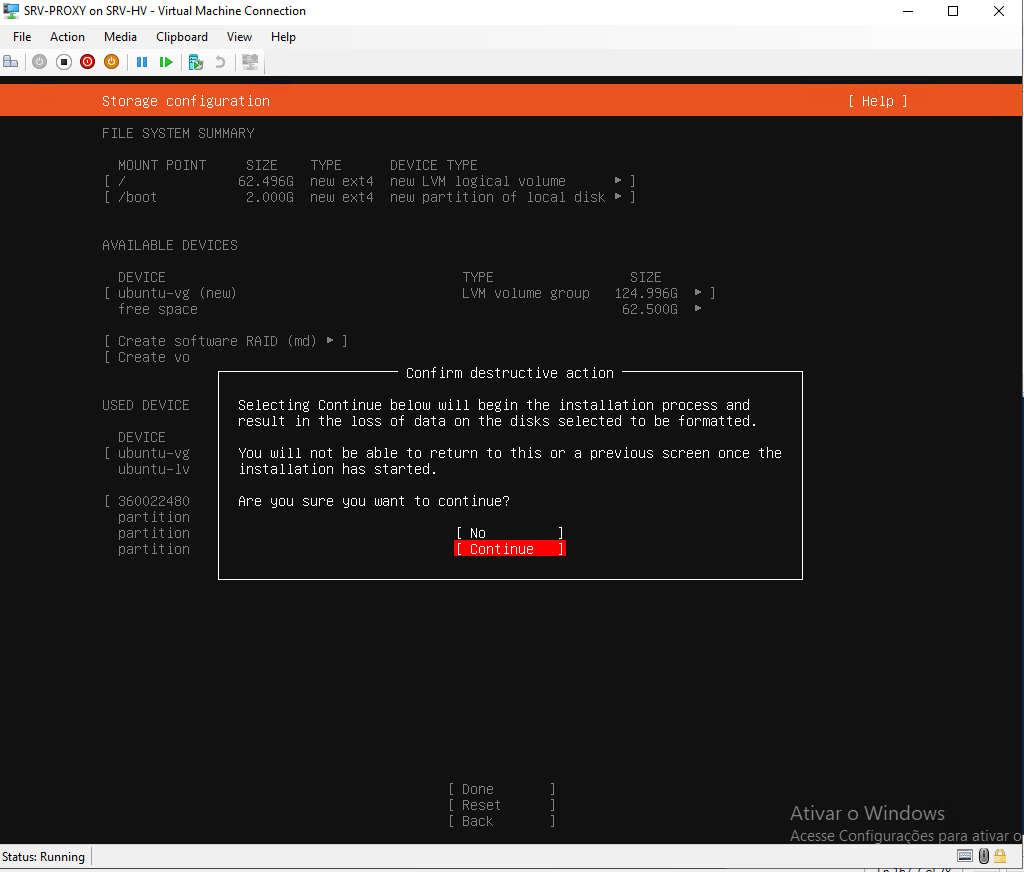 SRV-PROXY on SRV-HV - Virtual Machine Connection
File Action Media Clipboard View Help
Storage configuration [ Help ]
FILE SYSTEM SUMMARY
MOUNT POINT SIZE TYPE DEVICE TYPE
[ / 62.496G new ext4 new LVM logical volume ▸ ]
[ /boot 2.000G new ext4 new partition of local disk ▸ ]
AVAILABLE DEVICES
DEVICE TYPE SIZE
[ ubuntu-vg (new) LVM volume group 124.996G ▸ ]
free space 62.500G ▸
[ Create software RAID (md) ▸ ]
[ Create vo
USED DEVICE
DEVICE
[ ubuntu-vg
ubuntu-lv
[ 360022480
partition
partition
partition
Confirm destructive action
Selecting Continue below will begin the installation process and
result in the loss of data on the disks selected to be formatted.
You will not be able to return to this or a previous screen once the
installation has started.
Are you sure you want to continue?
[ No ]
[ Continue ]
[ Done ]
[ Reset ]
[ Back ]
Ativar o Windows
Acesse Configurações para ativar o
Status: Running